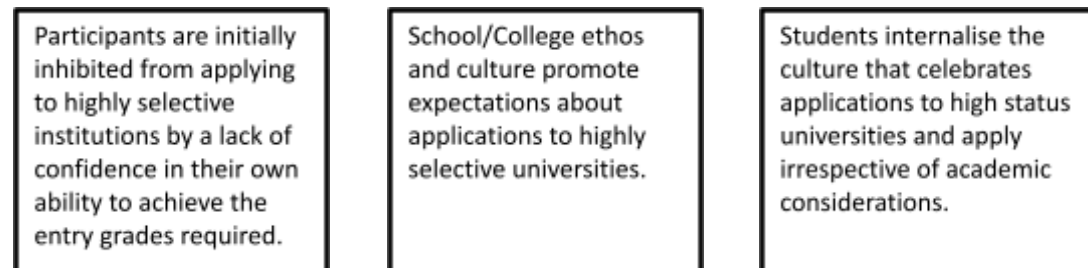 Participants are initially
inhibited from applying
to highly selective
institutions by a lack of
confidence in their own
ability to achieve the
entry grades required.
School/College ethos
and culture promote
expectations about
applications to highly
selective universities.
Students internalise the
culture that celebrates
applications to high status
universities and apply
irrespective of academic
considerations.